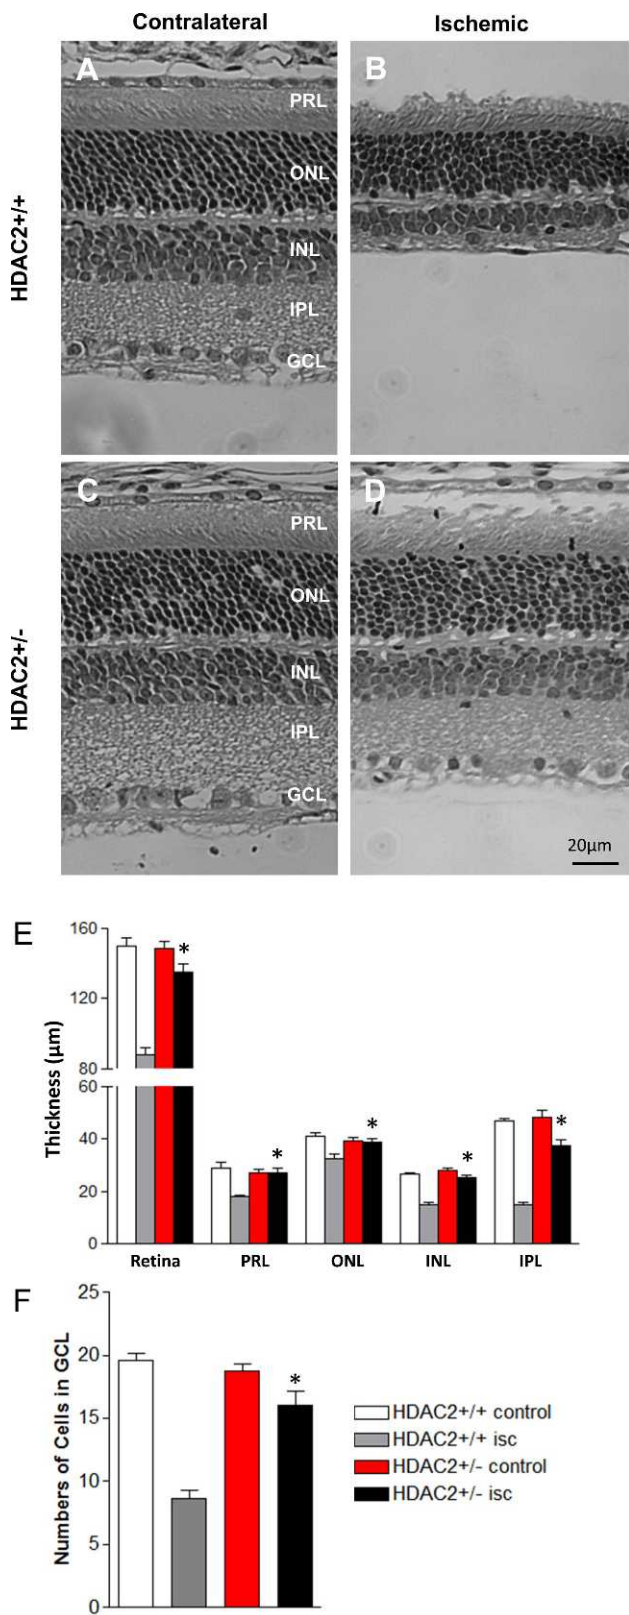 Contralateral
Ischemic
HDAC2+/+
A
PRL
ONL
INL
IPL
GCL
B
HDAC2+/-
C
PRL
ONL
INL
IPL
GCL
D
20µm
E
Thickness (µm)
160
120
80
60
40
20
0
* * * * *
Retina PRL ONL INL IPL
F
Numbers of Cells in GCL
25
20
15
10
5
0
*
HDAC2+/+ control
HDAC2+/+ isc
HDAC2+/- control
HDAC2+/- isc